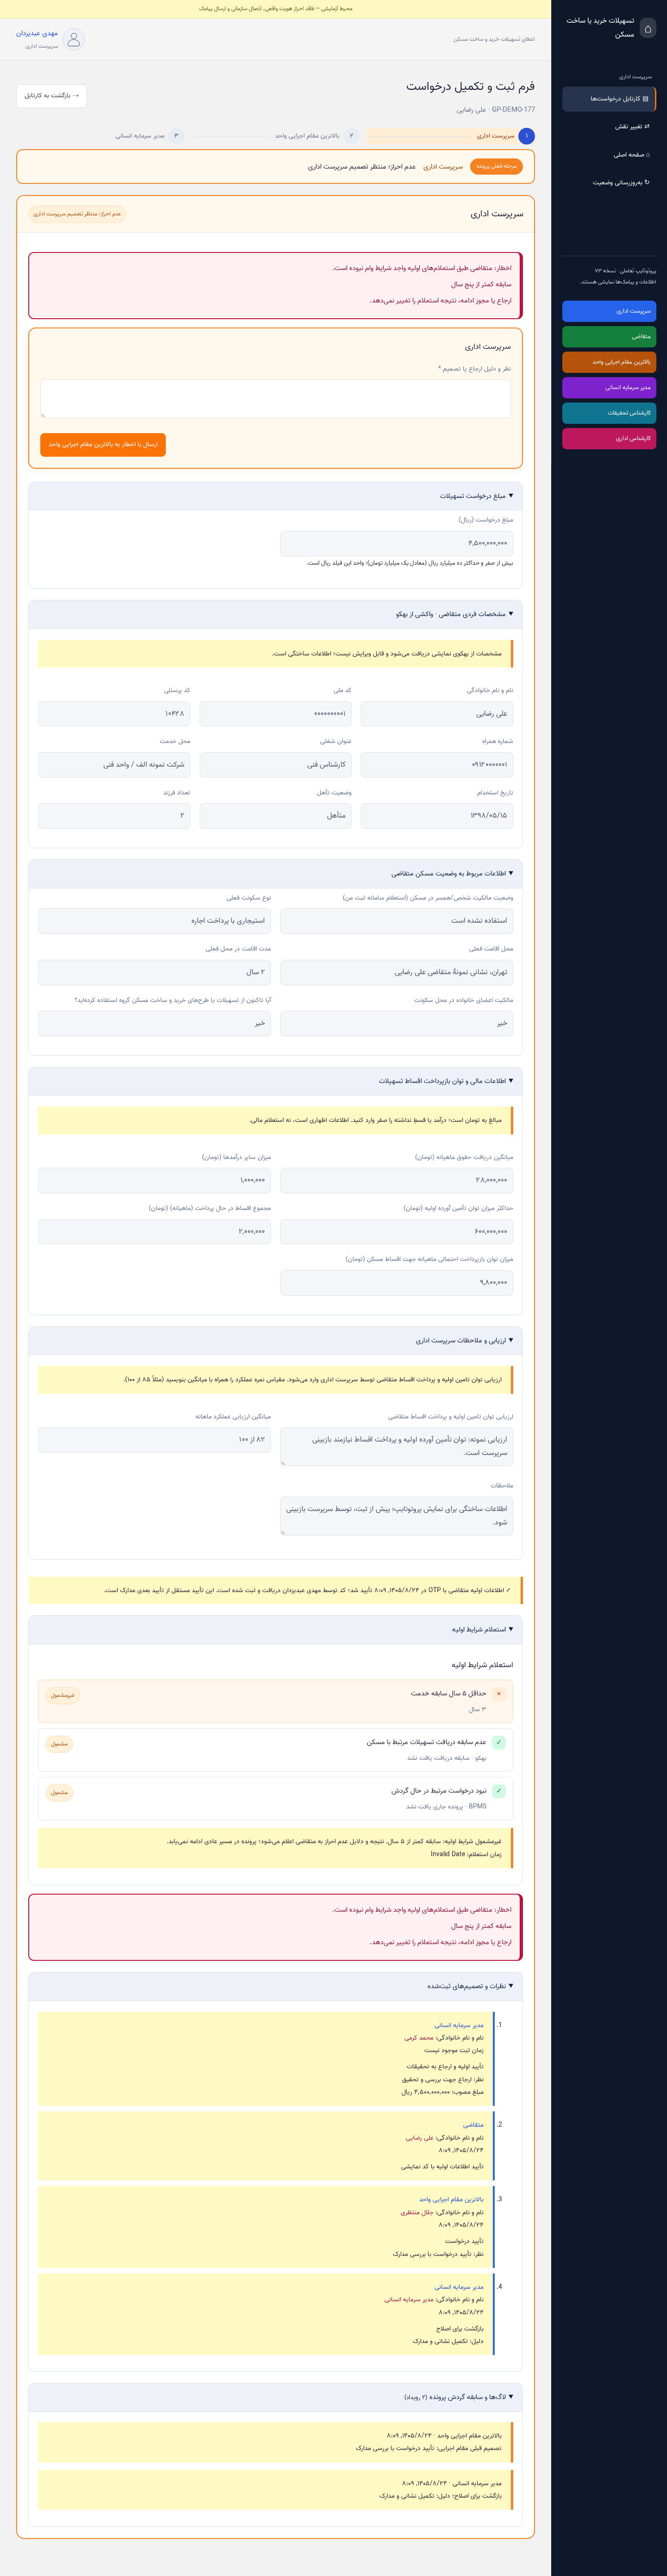 محیط آزمایشی — فاقد احراز هویت واقعی، اتصال سازمانی و ارسال پیامک
تسهیلات خرید یا ساخت
مسکن
سرپرست اداری
کارتابل درخواست‌ها
تغییر نقش
صفحه اصلی
به‌روزرسانی وضعیت
پروتوتایپ تعاملی · نسخه ۷۳
اطلاعات و پیامک‌ها نمایشی هستند.
سرپرست اداری
متقاضی
بالاترین مقام اجرایی واحد
مدیر سرمایه انسانی
کارشناس تحقیقات
کارشناس اداری
اعطای تسهیلات خرید و ساخت مسکن
مهدی عبدیزدان
سرپرست اداری
فرم ثبت و تکمیل درخواست
GP-DEMO-177 · علی رضایی
→ بازگشت به کارتابل
۱ سرپرست اداری
۲ بالاترین مقام اجرایی واحد
۳ مدیر سرمایه انسانی
مرحله فعلی پرونده سرپرست اداری عدم احراز؛ منتظر تصمیم سرپرست اداری
سرپرست اداری
عدم احراز؛ منتظر تصمیم سرپرست اداری
اخطار: متقاضی طبق استعلام‌های اولیه واجد شرایط وام نبوده است.
سابقه کمتر از پنج سال
ارجاع یا مجوز ادامه، نتیجه استعلام را تغییر نمی‌دهد.
سرپرست اداری
نظر و دلیل ارجاع یا تصمیم *
ارسال با اخطار به بالاترین مقام اجرایی واحد
▼ مبلغ درخواست تسهیلات
مبلغ درخواست (ریال)
۴,۵۰۰,۰۰۰,۰۰۰
بیش از صفر و حداکثر ده میلیارد ریال (معادل یک میلیارد تومان)؛ واحد این فیلد ریال است.
▼ مشخصات فردی متقاضی · واکشی از بهکو
مشخصات از بهکوی نمایشی دریافت می‌شود و قابل ویرایش نیست؛ اطلاعات ساختگی است.
نام و نام خانوادگی
کد ملی
کد پرسنلی
علی رضایی
۰۰۰۰۰۰۰۰۰۱
۱۰۴۲۸
شماره همراه
عنوان شغلی
محل خدمت
۰۹۱۲۰۰۰۰۰۰۱
کارشناس فنی
شرکت نمونه الف / واحد فنی
تاریخ استخدام
وضعیت تأهل
تعداد فرزند
۱۳۹۸/۰۵/۱۵
متأهل
۲
▼ اطلاعات مربوط به وضعیت مسکن متقاضی
وضعیت مالکیت شخص/همسر در مسکن (استعلام سامانه ثبت من)
نوع سکونت فعلی
استفاده نشده است
استیجاری با پرداخت اجاره
محل اقامت فعلی
مدت اقامت در محل فعلی
تهران، نشانی نمونهٔ متقاضی علی رضایی
۲ سال
مالکیت اعضای خانواده در محل سکونت
آیا تاکنون از تسهیلات یا طرح‌های خرید و ساخت مسکن گروه استفاده کرده‌اید؟
خیر
خیر
▼ اطلاعات مالی و توان بازپرداخت اقساط تسهیلات
مبالغ به تومان است؛ درآمد یا قسط نداشته را صفر وارد کنید. اطلاعات اظهاری است، نه استعلام مالی.
میانگین دریافت حقوق ماهیانه (تومان)
میزان سایر درآمدها (تومان)
۲۸,۰۰۰,۰۰۰
۱,۰۰۰,۰۰۰
حداکثر میزان توان تأمین آورده اولیه (تومان)
مجموع اقساط در حال پرداخت (ماهیانه) (تومان)
۶۰۰,۰۰۰,۰۰۰
۲,۰۰۰,۰۰۰
میزان توان بازپرداخت احتمالی ماهیانه جهت اقساط مسکن (تومان)
۹,۸۰۰,۰۰۰
▼ ارزیابی و ملاحظات سرپرست اداری
ارزیابی توان تامین اولیه و پرداخت اقساط متقاضی توسط سرپرست اداری وارد می‌شود. مقیاس نمره عملکرد را همراه با میانگین بنویسید (مثلاً ۸۵ از ۱۰۰).
ارزیابی توان تامین اولیه و پرداخت اقساط متقاضی
میانگین ارزیابی عملکرد ماهانه
ارزیابی نمونه: توان تأمین آورده اولیه و پرداخت اقساط نیازمند بازبینی
سرپرست است.
۸۲ از ۱۰۰
ملاحظات
اطلاعات ساختگی برای نمایش پروتوتایپ؛ پیش از ثبت، توسط سرپرست بازبینی
شود.
✓ اطلاعات اولیه متقاضی با OTP در ۱۴۰۵/۸/۲۴, ۸:۰۹ تأیید شد؛ کد توسط مهدی عبدیزدان دریافت و ثبت شده است. این تأیید مستقل از تأیید بعدی مدارک است.
▼ استعلام شرایط اولیه
استعلام شرایط اولیه
× حداقل ۵ سال سابقه خدمت
غیرمشمول
۳ سال
✓ عدم سابقه دریافت تسهیلات مرتبط با مسکن
مشمول
بهکو · سابقه دریافت یافت نشد
✓ نبود درخواست مرتبط در حال گردش
مشمول
BPMS · پرونده جاری یافت نشد
غیرمشمول شرایط اولیه: سابقه کمتر از ۵ سال. نتیجه و دلایل عدم احراز به متقاضی اعلام می‌شود؛ پرونده در مسیر عادی ادامه نمی‌یابد.
زمان استعلام: Invalid Date
اخطار: متقاضی طبق استعلام‌های اولیه واجد شرایط وام نبوده است.
سابقه کمتر از پنج سال
ارجاع یا مجوز ادامه، نتیجه استعلام را تغییر نمی‌دهد.
▼ نظرات و تصمیم‌های ثبت‌شده
1. مدیر سرمایه انسانی
نام و نام خانوادگی: محمد کرمی
زمان ثبت موجود نیست
تأیید اولیه و ارجاع به تحقیقات
نظر: ارجاع جهت بررسی و تحقیق
مبلغ مصوب: ۴,۵۰۰,۰۰۰,۰۰۰ ریال
2. متقاضی
نام و نام خانوادگی: علی رضایی
۱۴۰۵/۸/۲۴, ۸:۰۹
تأیید اطلاعات اولیه با کد نمایشی
3. بالاترین مقام اجرایی واحد
نام و نام خانوادگی: جلال منتظری
۱۴۰۵/۸/۲۴, ۸:۰۹
تأیید درخواست
نظر: تأیید درخواست با بررسی مدارک
4. مدیر سرمایه انسانی
نام و نام خانوادگی: مدیر سرمایه انسانی
۱۴۰۵/۸/۲۴, ۸:۰۹
بازگشت برای اصلاح
دلیل: تکمیل نشانی و مدارک
▼ لاگ‌ها و سابقه گردش پرونده (۲ رویداد)
بالاترین مقام اجرایی واحد · ۱۴۰۵/۸/۲۴, ۸:۰۹
تصمیم قبلی مقام اجرایی: تأیید درخواست با بررسی مدارک
مدیر سرمایه انسانی · ۱۴۰۵/۸/۲۴, ۸:۰۹
بازگشت برای اصلاح؛ دلیل: تکمیل نشانی و مدارک